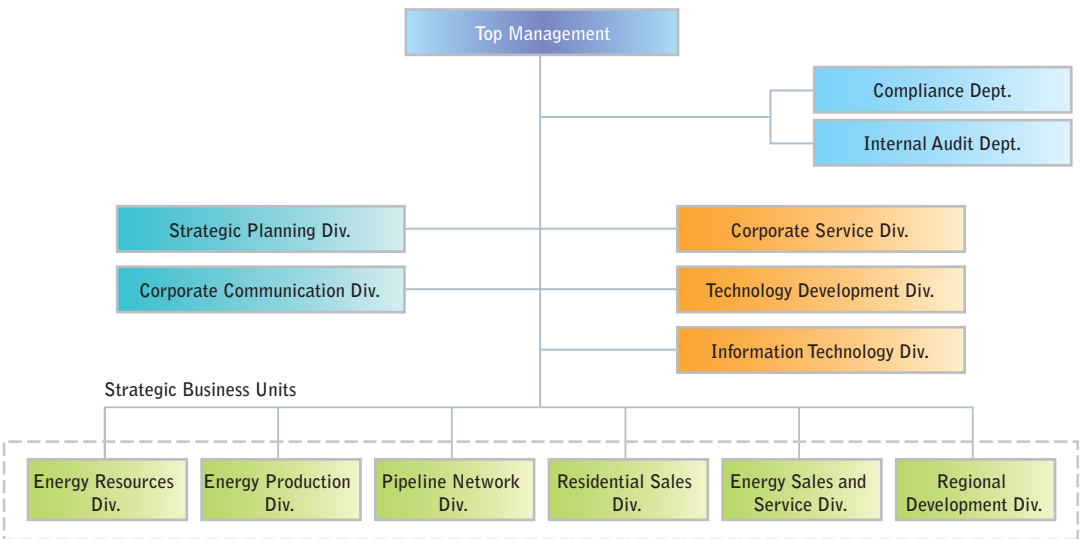 Top Management
Compliance Dept.
Internal Audit Dept.
Strategic Planning Div.
Corporate Service Div.
Corporate Communication Div.
Technology Development Div.
Information Technology Div.
Strategic Business Units
Energy Resources
Div.
Energy Production
Div.
Pipeline Network
Div.
Residential Sales
Div.
Energy Sales and
Service Div.
Regional
Development Div.